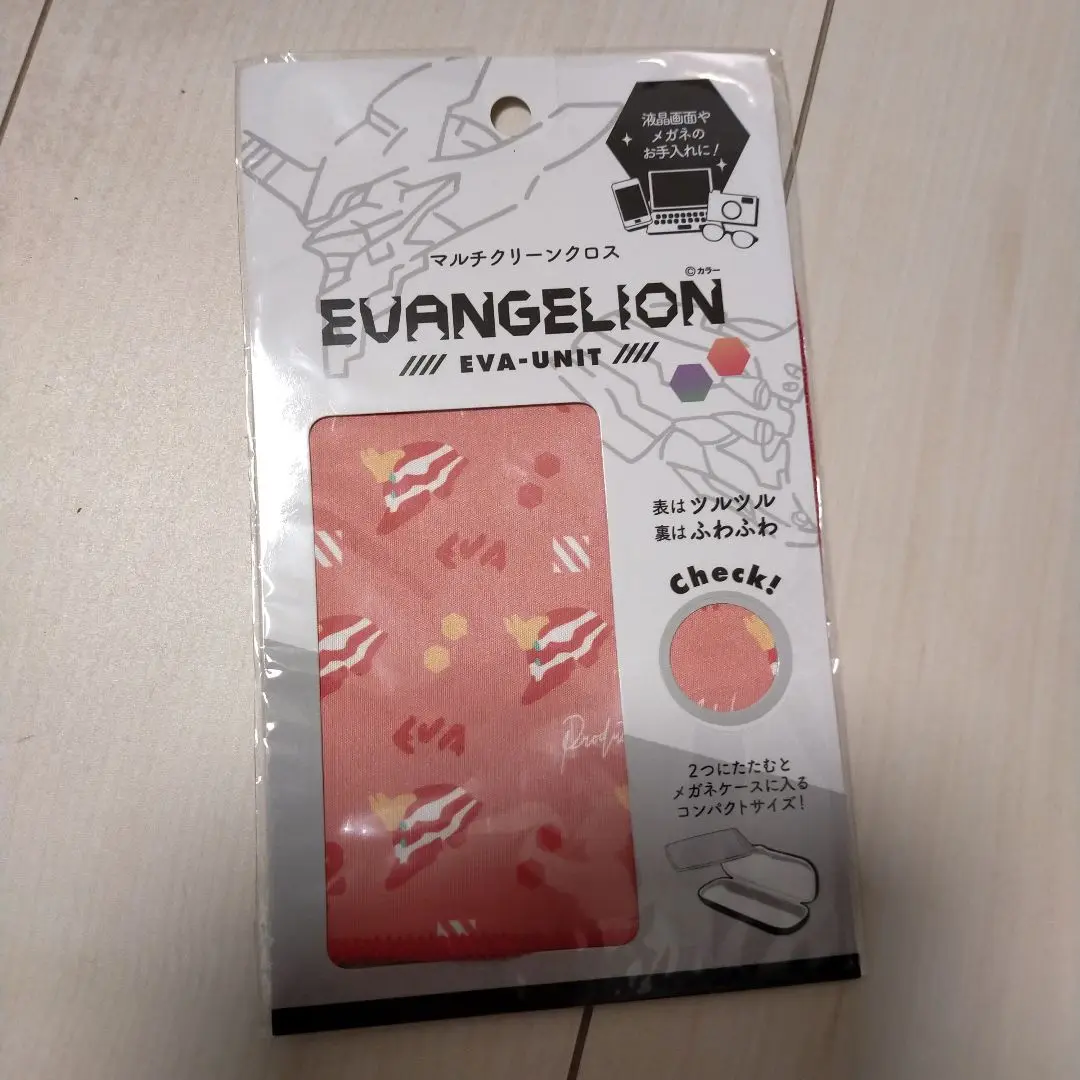 液晶画面や
メガネの
お手入れに!
マルチクリーンクロス
©カラー
EVANGELION
//// EVA-UNIT ////
表はツルツル
裏はふわふわ
Check!
EVA
EVA
Produ
2つにたたむと
メガネケースに入る
コンパクトサイズ!